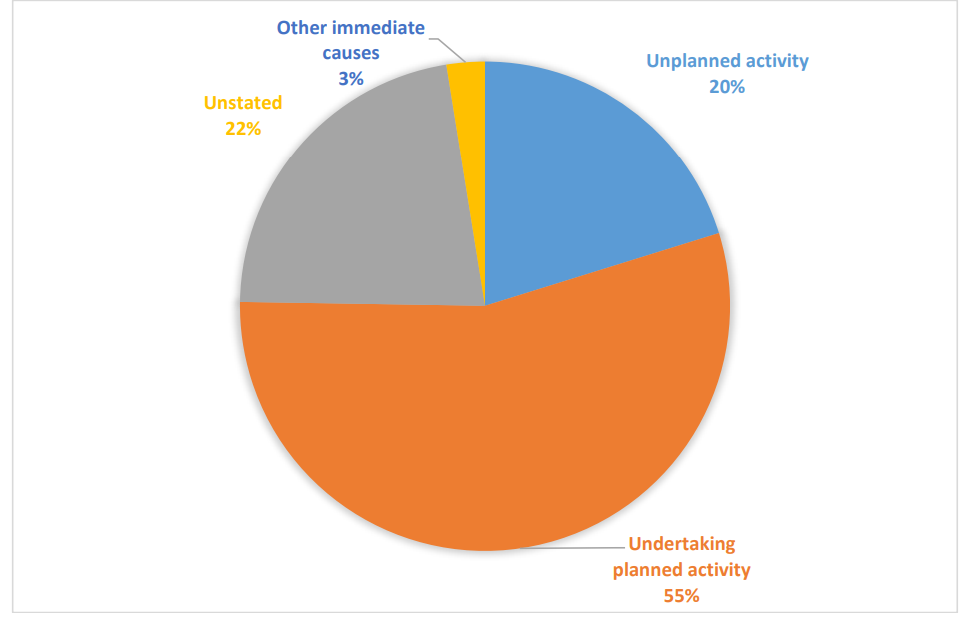 Other immediate
causes
3%
Unplanned activity
20%
Unstated
22%
Undertaking
planned activity
55%